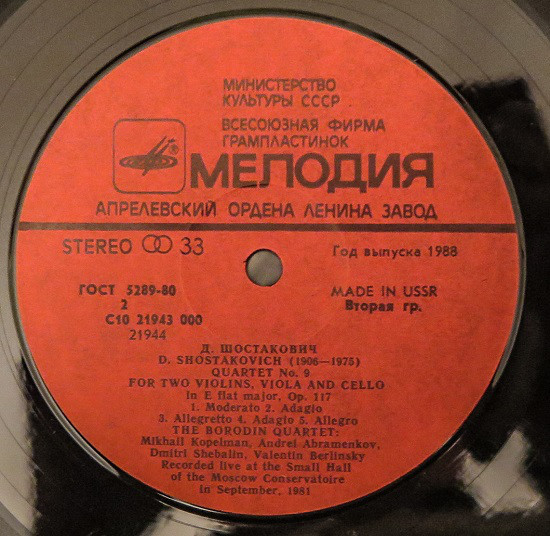 МИНИСТЕРСТВО
КУЛЬТУРЫ СССР
ВСЕСОЮЗНАЯ ФИРМА
ГРАМПЛАСТИНОК
МЕЛОДИЯ
АПРЕЛЕВСКИЙ ОРДЕНА ЛЕНИНА ЗАВОД
STEREO 33
Год выпуска 1988
ГОСТ 5289-80
2
С10 21943 000
21944
MADE IN USSR
Вторая гр.
Д. ШОСТАКОВИЧ
D. SHOSTAKOVICH (1906—1975)
QUARTET No. 9
FOR TWO VIOLINS, VIOLA AND CELLO
in E flat major, Op. 117
1. Moderato 2. Adagio
3. Allegretto 4. Adagio 5. Allegro
THE BORODIN QUARTET:
Mikhail Kopelman, Andrei Abramenkov,
Dmitri Shebalin, Valentin Berlinsky
Recorded live at the Small Hall
of the Moscow Conservatoire
in September, 1981